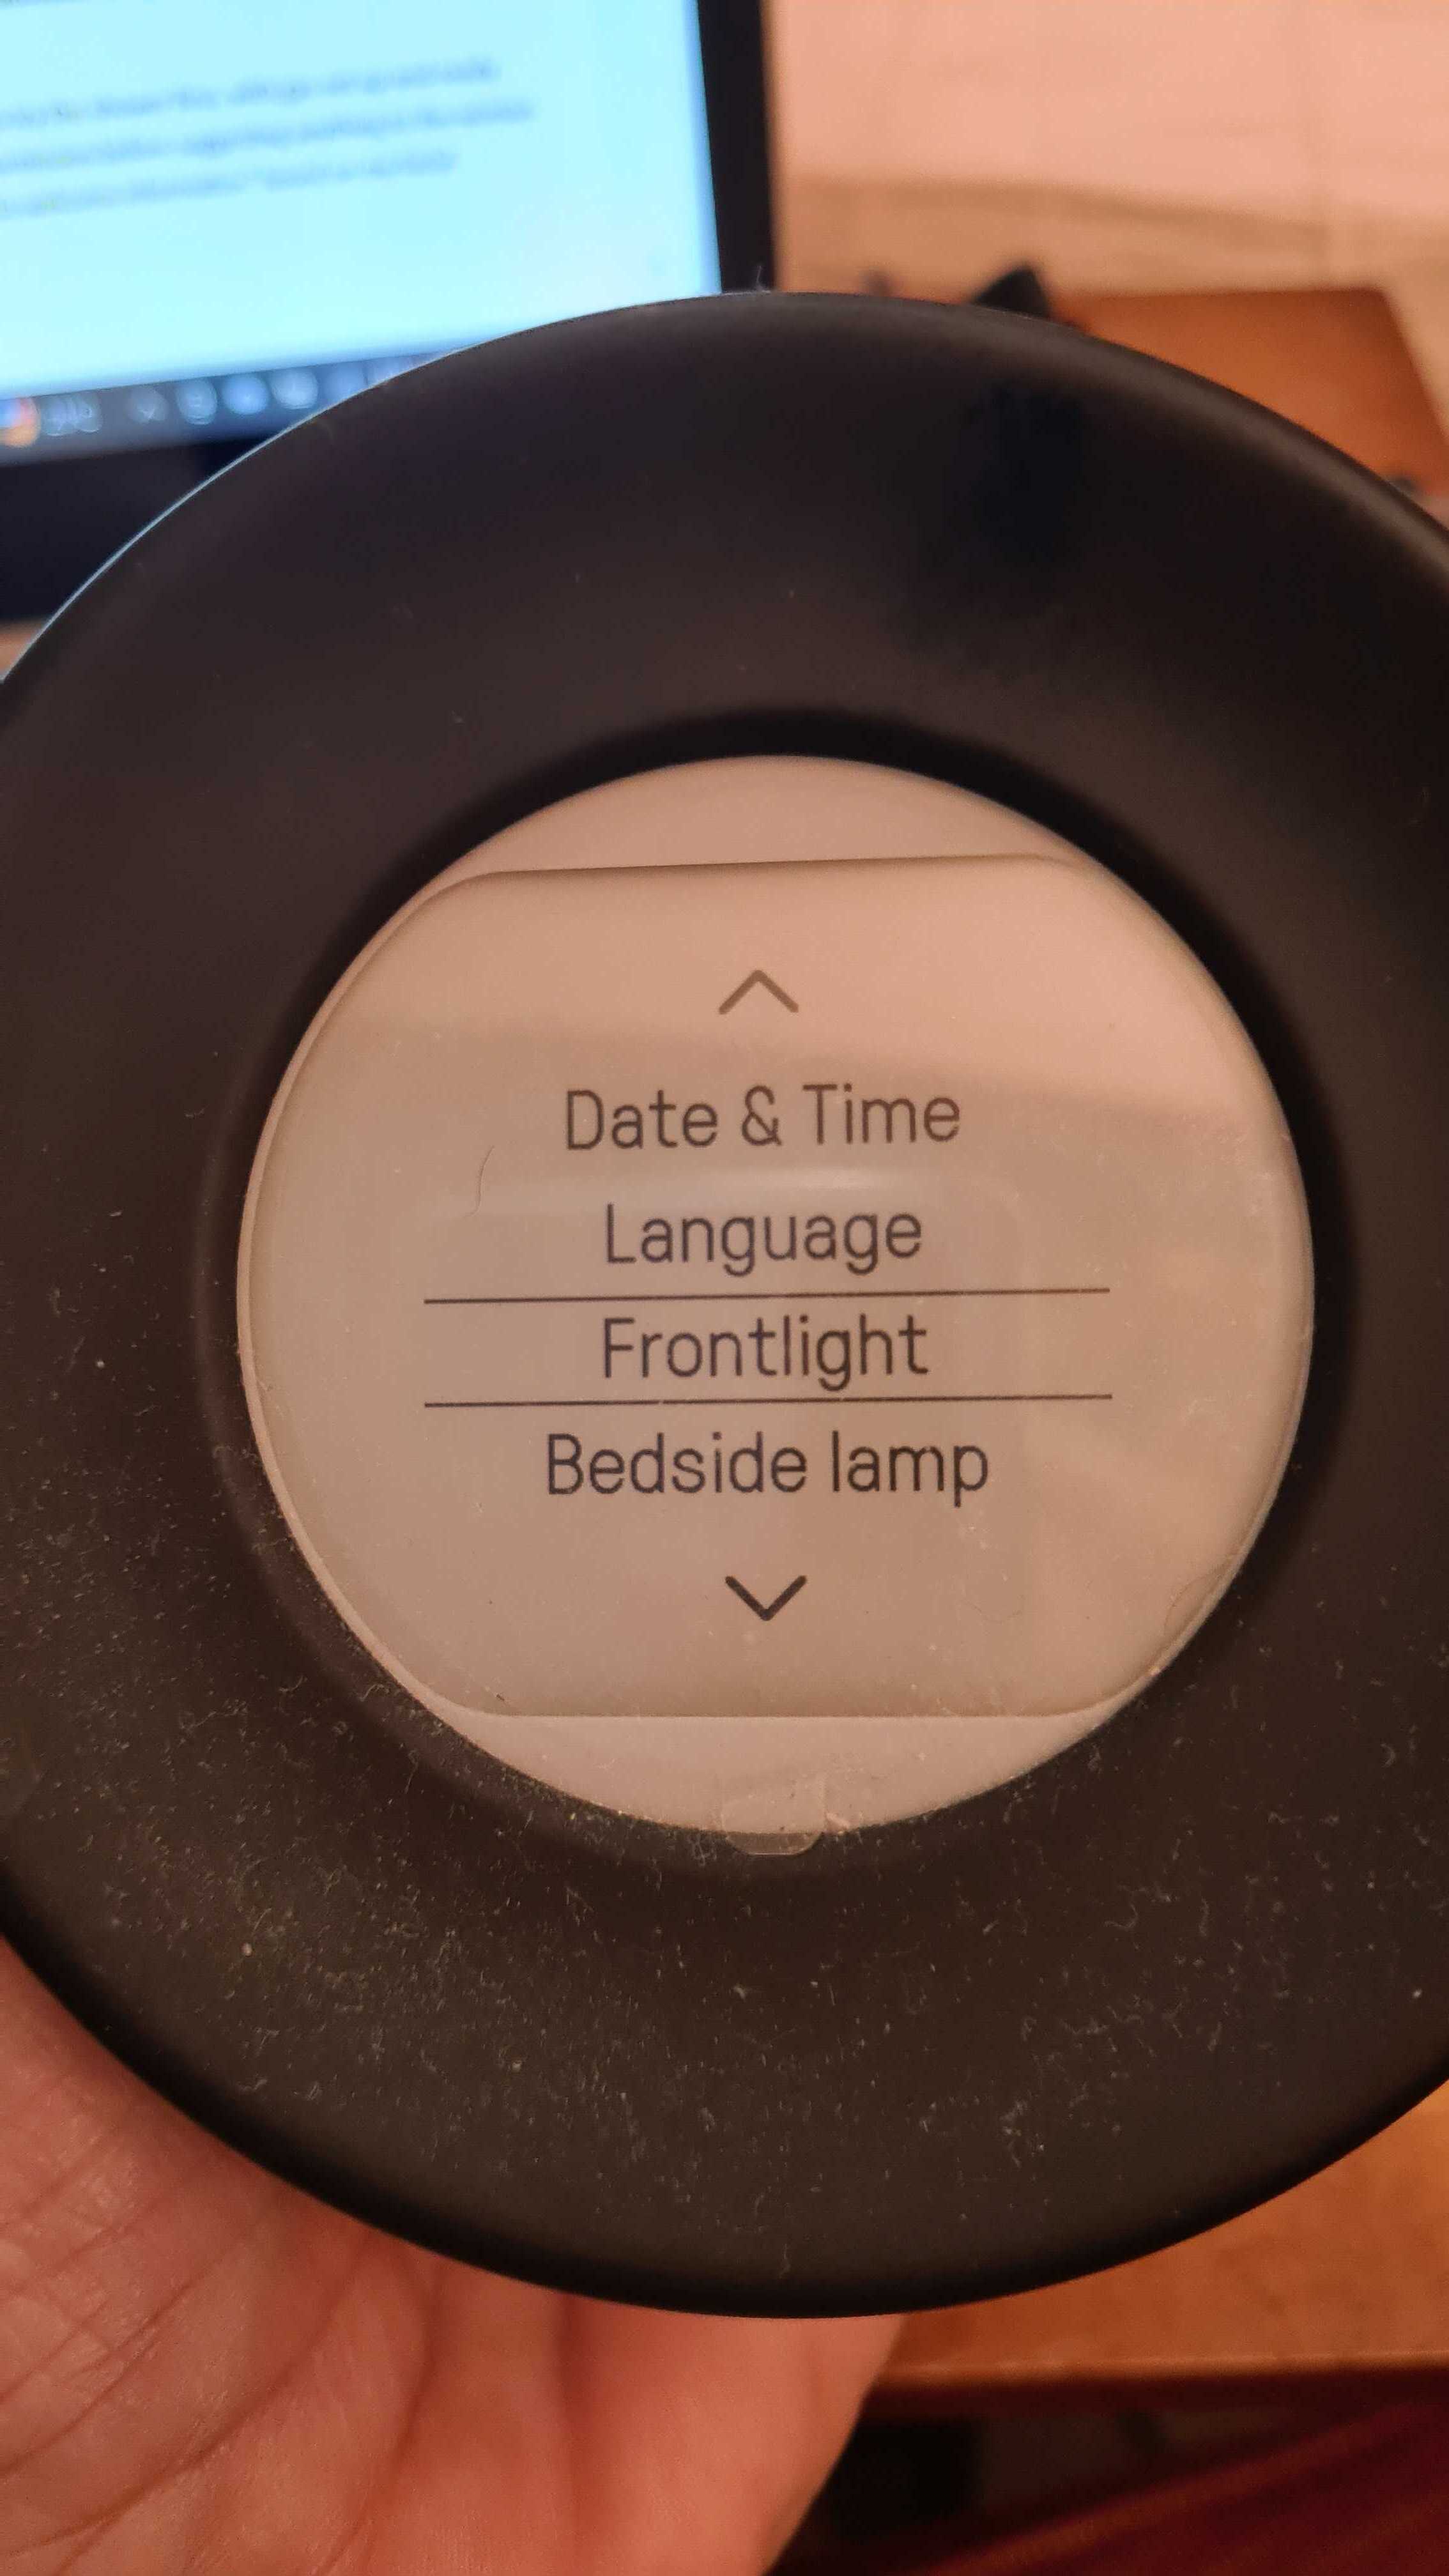 Date & Time
Language
Frontlight
Bedside lamp